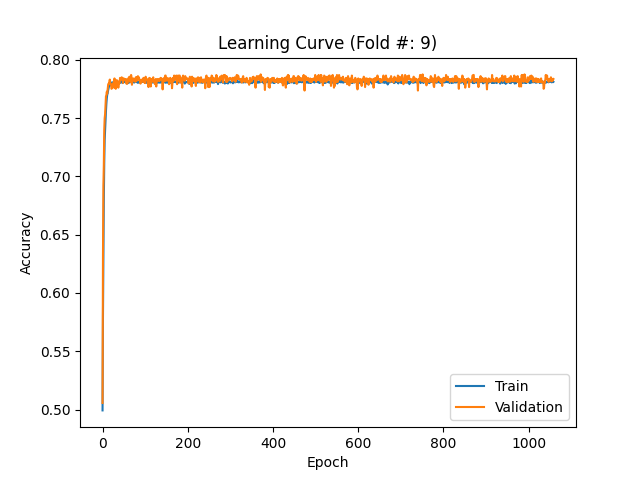 Learning Curve (Fold #: 9)
0.80
0.75
0.70
0.65
0.60
0.55
0.50
Accuracy
0 200 400 600 800 1000
Epoch
Train
Validation